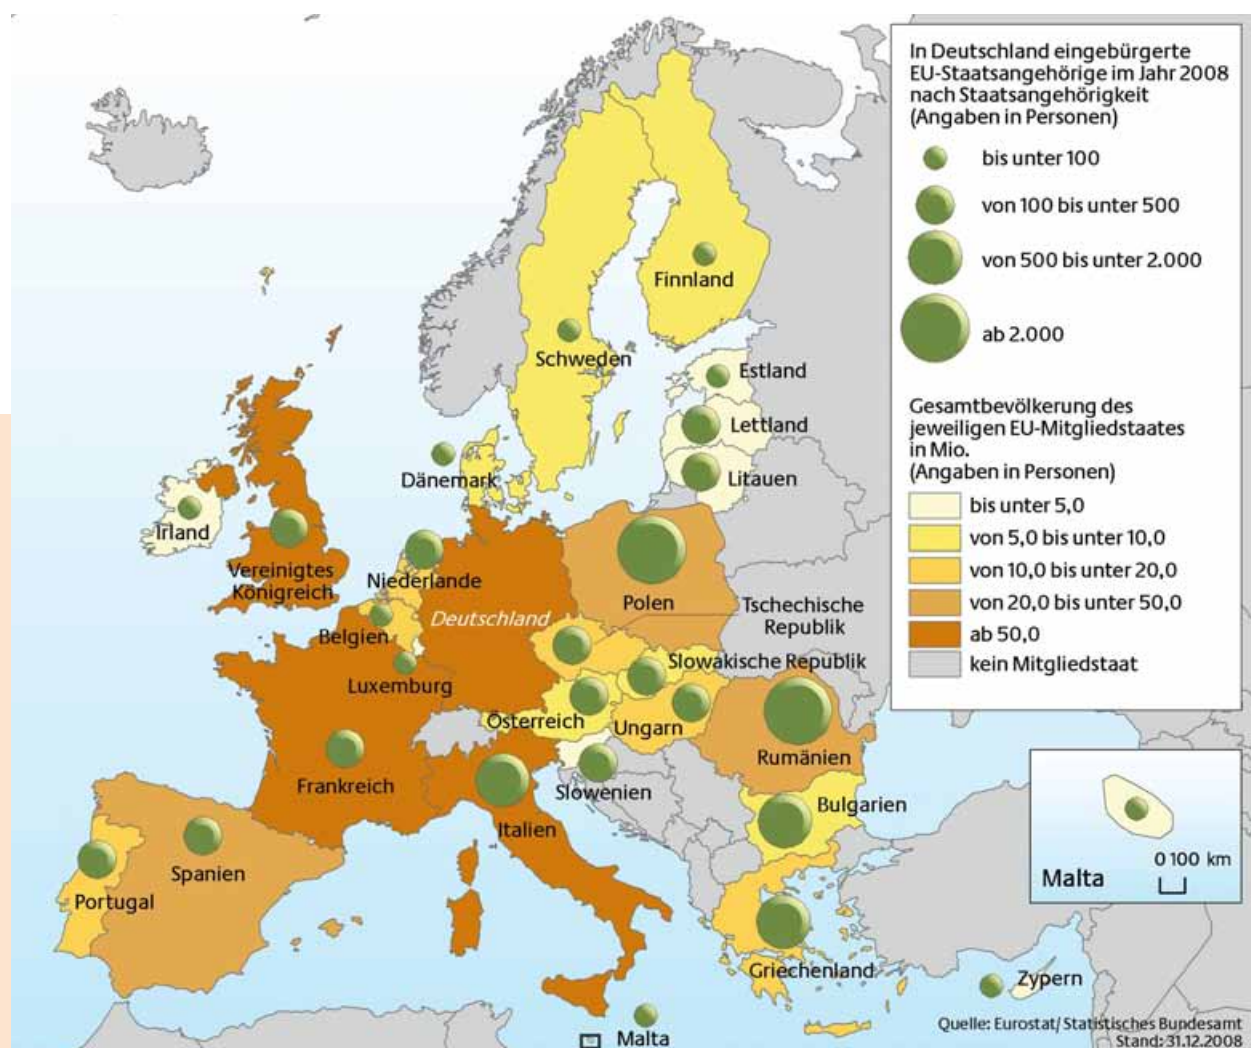 In Deutschland eingebürgerte
EU-Staatsangehörige im Jahr 2008
nach Staatsangehörigkeit
(Angaben in Personen)
bis unter 100
von 100 bis unter 500
von 500 bis unter 2.000
ab 2.000
Gesamtbevölkerung des
jeweiligen EU-Mitgliedstaates
in Mio.
(Angaben in Personen)
bis unter 5,0
von 5,0 bis unter 10,0
von 10,0 bis unter 20,0
von 20,0 bis unter 50,0
ab 50,0
kein Mitgliedstaat
Finnland
Schweden
Estland
Lettland
Dänemark
Litauen
Irland
Vereinigtes
Königreich
Niederlande
Polen
Tschechische
Republik
Deutschland
Belgien
Slowakische Republik
Luxemburg
Österreich
Ungarn
Rumänien
Frankreich
Slowenien
Bulgarien
Italien
Spanien
Portugal
Griechenland
Zypern
Malta
0 100 km
Malta
Quelle: Eurostat/ Statistisches Bundesamt
Stand: 31.12.2008